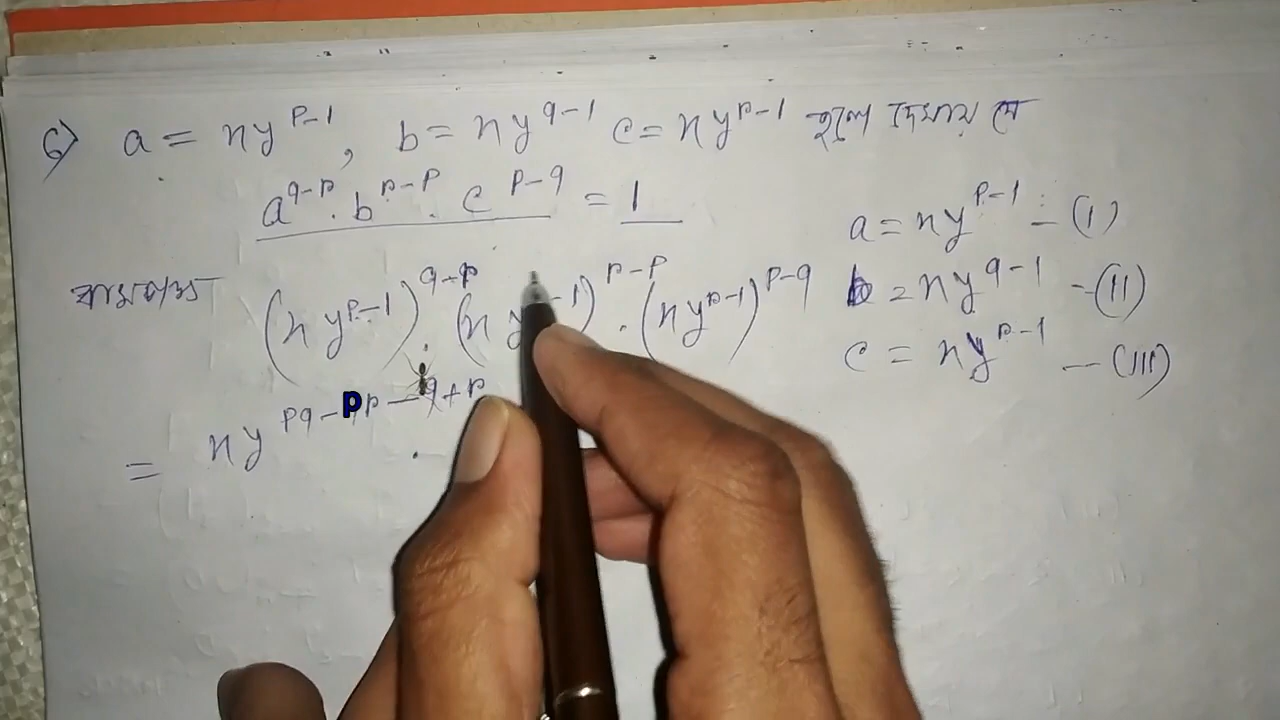 6) a = xy^{p-1}, b = xy^{q-1} c = xy^{r-1} হলে দেখাও যে
a^{q-r} . b^{r-p} . c^{p-q} = 1
বামপক্ষ (xy^{p-1})^{q-r} . (x y -1)^{r-p} . (xy^{r-1})^{p-q}
= xy^{pq-pr-q+r} .
a = xy^{p-1} - (I)
b = xy^{q-1} - (II)
c = xy^{r-1} - (III)